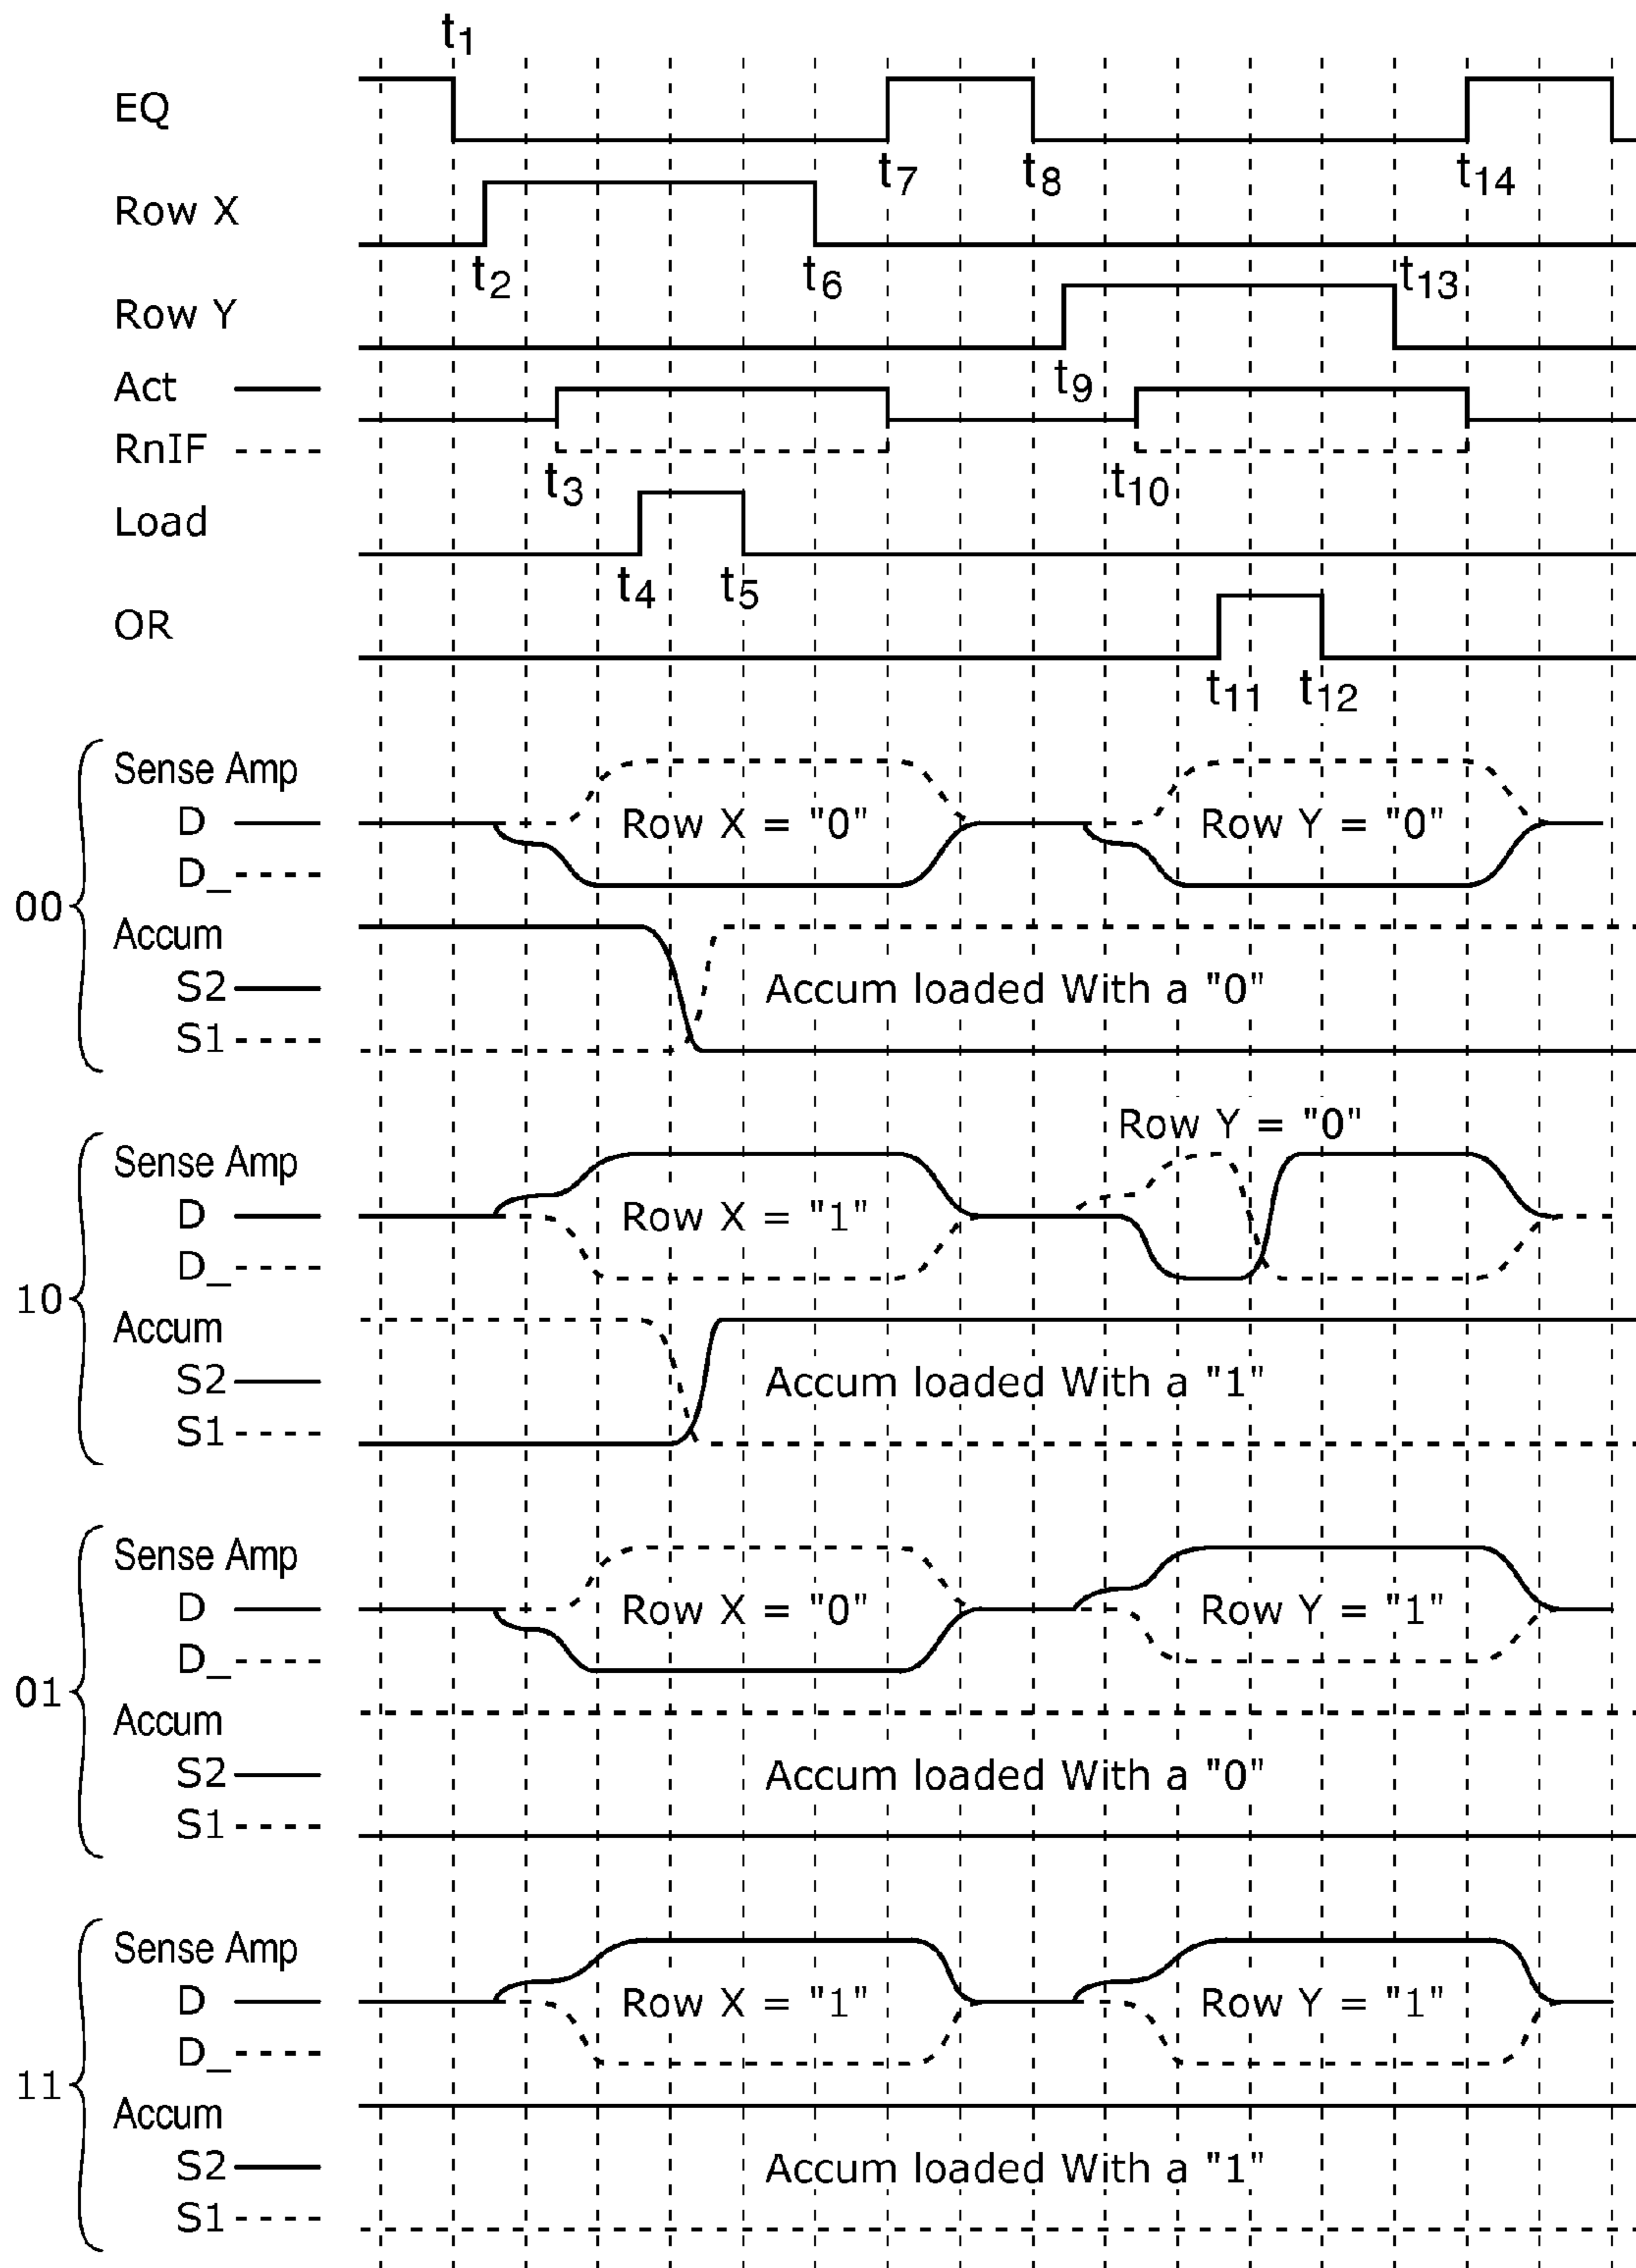 t1
EQ
t7 t8 t14
Row X
t2 t6 t13
Row Y
t9
Act
RnIF
t3 t10
Load
t4 t5
OR
t11 t12
00
Sense Amp
D
D_
Row X = "0" Row Y = "0"
Accum
S2
S1
Accum loaded With a "0"
10
Row Y = "0"
Sense Amp
D
D_
Row X = "1"
Accum
S2
S1
Accum loaded With a "1"
01
Sense Amp
D
D_
Row X = "0" Row Y = "1"
Accum
S2
S1
Accum loaded With a "0"
11
Sense Amp
D
D_
Row X = "1" Row Y = "1"
Accum
S2
S1
Accum loaded With a "1"